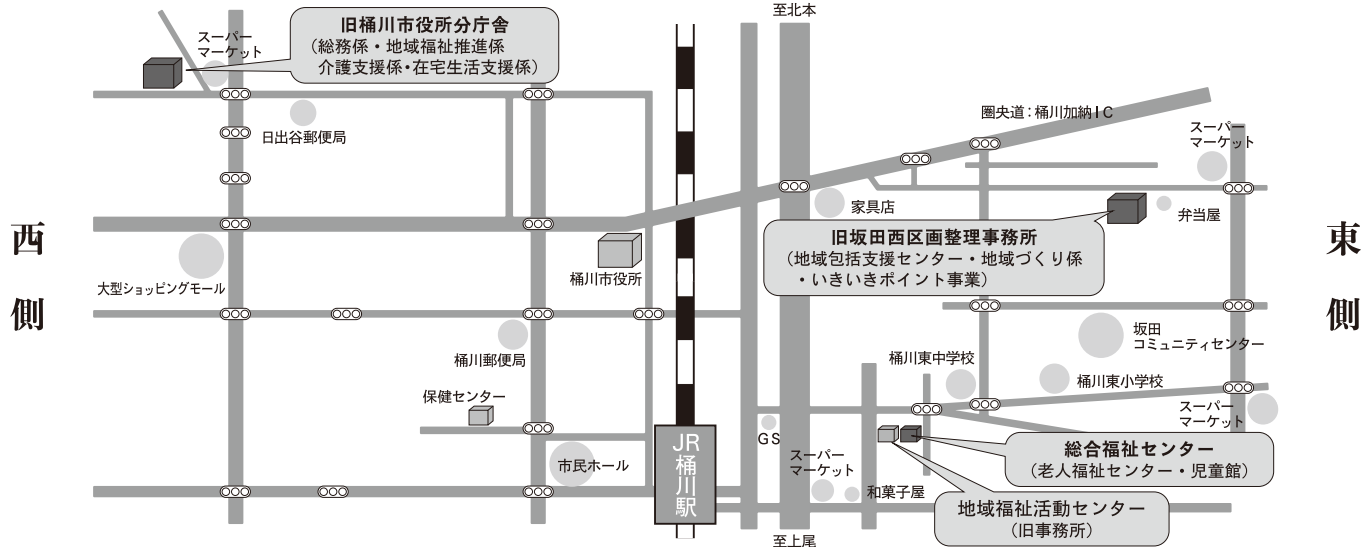 西側
スーパー
マーケット
旧桶川市役所分庁舎
（総務係・地域福祉推進係
介護支援係・在宅生活支援係）
日出谷郵便局
大型ショッピングモール
桶川市役所
桶川郵便局
保健センター
市民ホール
JR桶川駅
至北本
圏央道：桶川加納IC
スーパー
マーケット
家具店
弁当屋
旧坂田西区画整理事務所
（地域包括支援センター・地域づくり係
・いきいきポイント事業）
坂田
コミュニティセンター
桶川東中学校
桶川東小学校
スーパー
マーケット
GS
スーパー
マーケット
和菓子屋
総合福祉センター
（老人福祉センター・児童館）
地域福祉活動センター
（旧事務所）
至上尾
東側